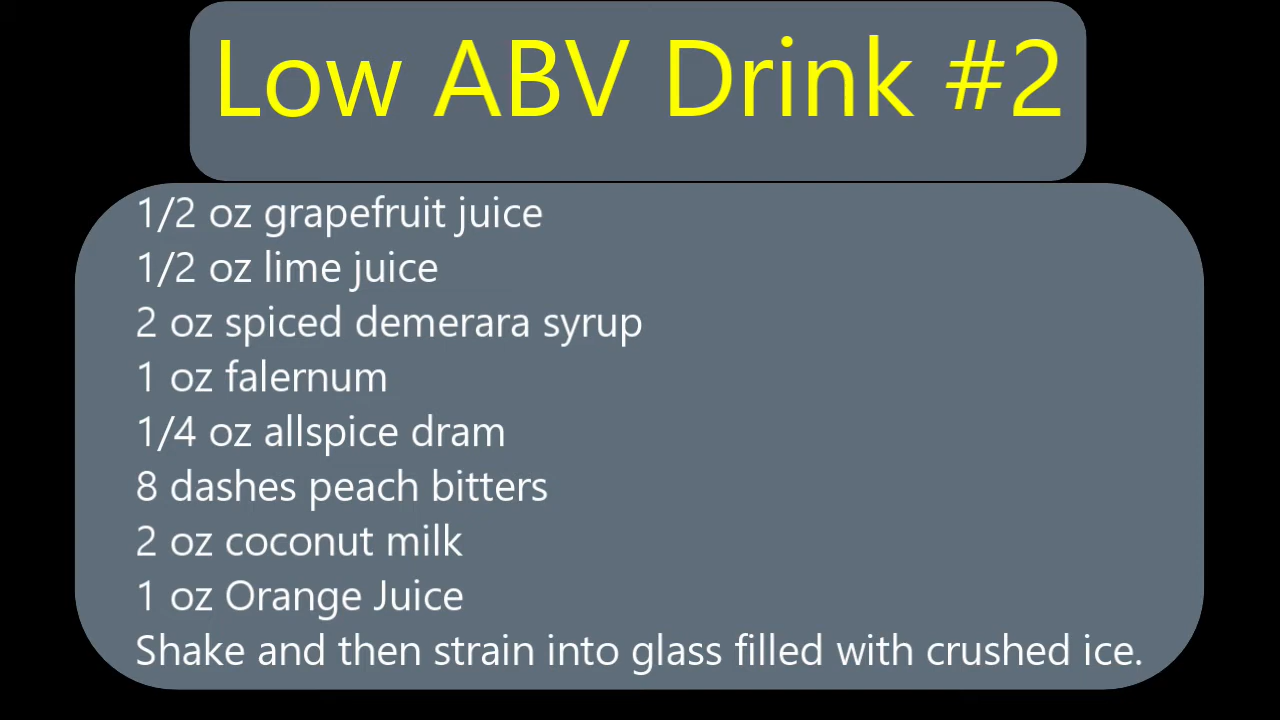 Low ABV Drink #2
1/2 oz grapefruit juice
1/2 oz lime juice
2 oz spiced demerara syrup
1 oz falernum
1/4 oz allspice dram
8 dashes peach bitters
2 oz coconut milk
1 oz Orange Juice
Shake and then strain into glass filled with crushed ice.